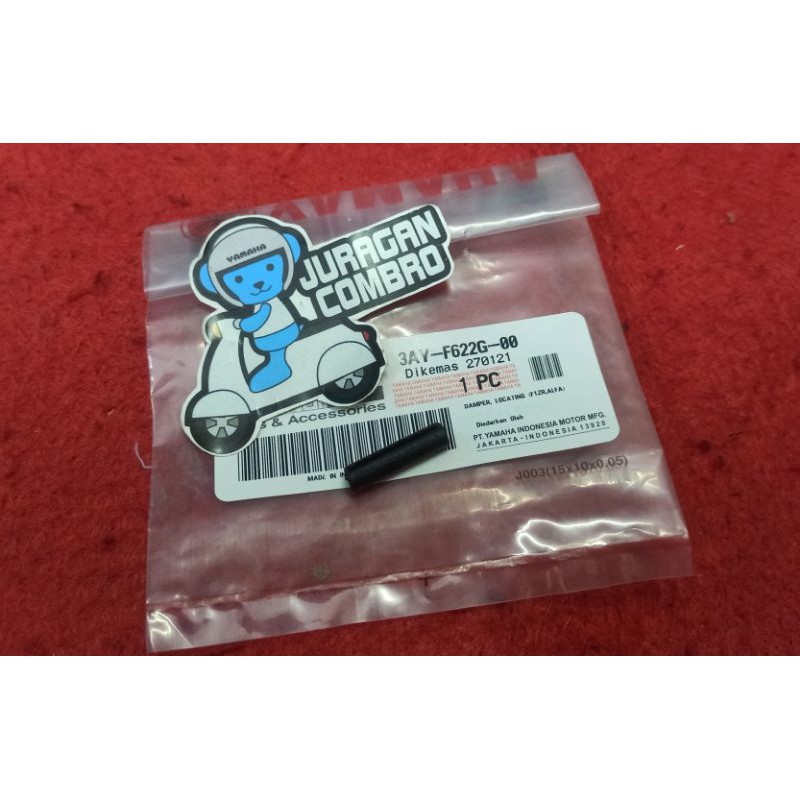 YAMAHA
YAMAHA
JURAGAN
COMBRO
3AY-F622G-00
Dikemas 270121
1 PC
DAMPER, LOCATING (F1ZR,ALFA)
& Accessories
Diedarkan Oleh
PT. YAMAHA INDONESIA MOTOR MFG.
JAKARTA-INDONESIA 13920
MADE IN
J003(15x10x0.05)